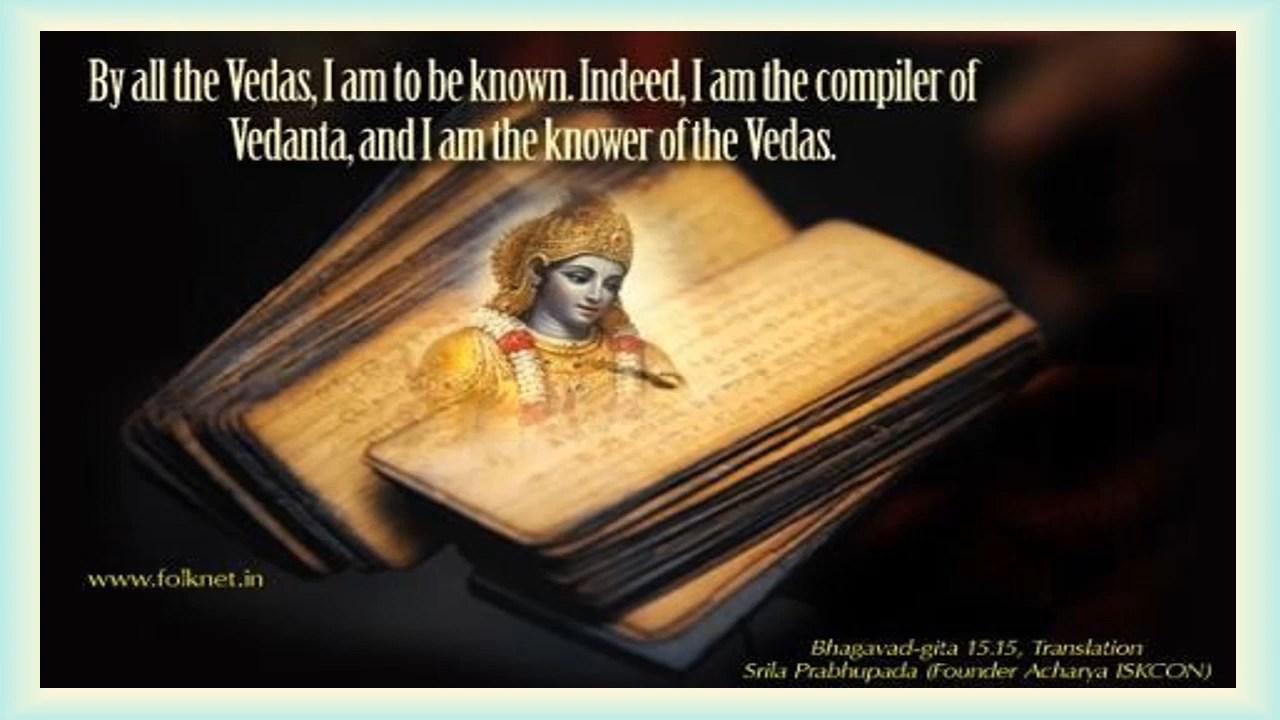 By all the Vedas, I am to be known. Indeed, I am the compiler of
Vedanta, and I am the knower of the Vedas.
www.folknet.in
Bhagavad-gita 15.15, Translation
Srila Prabhupada (Founder Acharya ISKCON)